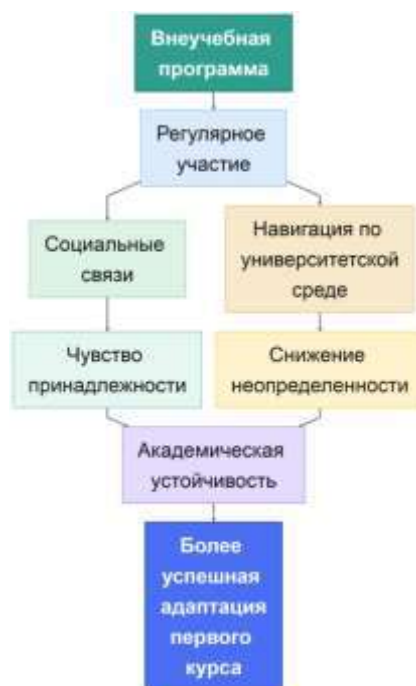 Внеучебная
программа
Регулярное
участие
Социальные
связи
Навигация по
университетской
среде
Чувство
принадлежности
Снижение
неопределенности
Академическая
устойчивость
Более
успешная
адаптация
первого
курса